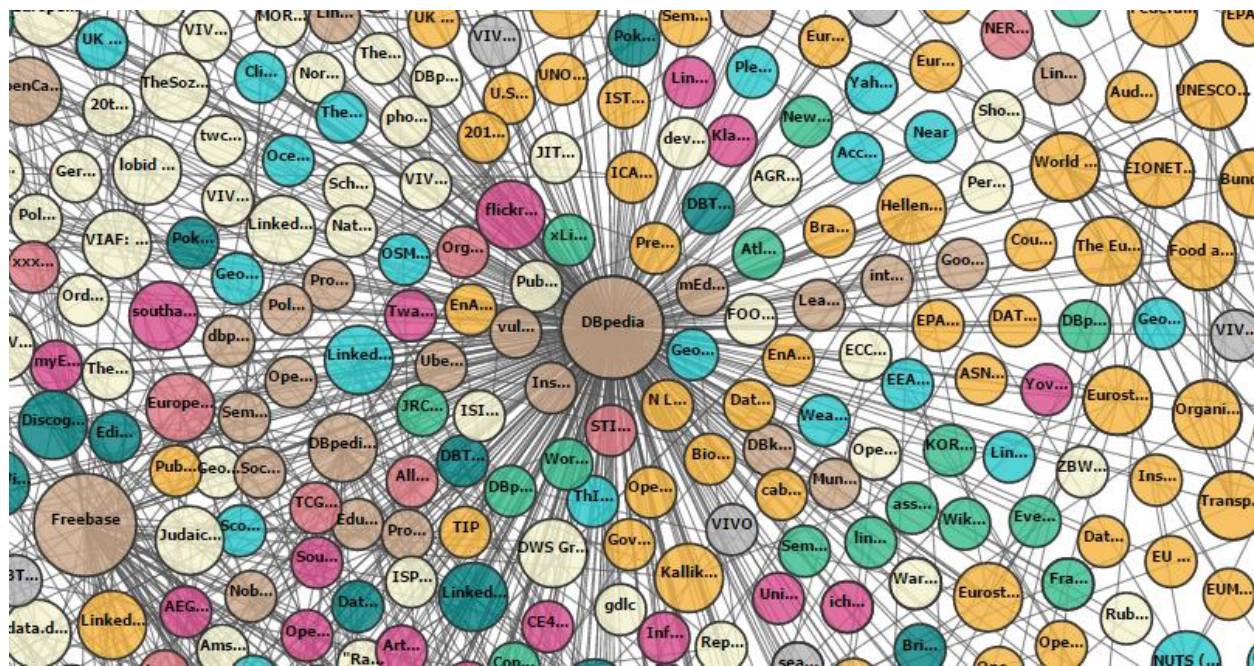 UK ...
VIV...
MOR...
Lin...
UK ...
VIV...
Pok...
Sem...
Eur...
Eur...
NER...
Federa...
EPA
The...
DBp...
UNO...
Lin...
Ple...
Yah...
Lin...
Aud...
UNESCO...
penCa...
20t...
TheSoz...
Cli...
Nor...
The...
pho...
U.S...
IST...
201...
Kla...
New...
Sho...
Near
twc...
Oce...
JIT...
dev...
Acc...
World ...
EIONET...
Bund
Ger...
lobid ...
VIV...
Sch...
VIV...
ICA...
AGR...
Per...
Pol...
VIAF: ...
Pok...
Linked...
Nat...
flickr...
xLi...
DBT...
Hellen...
Bra...
Cou...
The Eu...
Food a...
xxx...
Geo...
OSM...
Org...
Pre...
Atl...
Goo...
Ord...
southa...
Pol...
Pro...
Twa...
EnA...
Pub...
mEd...
Lea...
int...
vul...
DBpedia
FOO...
EPA...
DAT...
DBp...
Geo...
VIV...
myE...
The...
dbp...
Ope...
Linked...
Ube...
Geo...
EnA...
ECC...
EEA...
ASN...
Yov...
Discog...
Edi...
Europe...
Sem...
JRC...
ISI...
Ins...
N L...
Dat...
Wea...
Eurost...
Organi...
DBpedi...
STI...
DBk...
Ope...
KOR...
Lin...
ZBW...
Ins...
Pub...
Geo...
Soc...
All...
DBT...
Wor...
Bio...
Mun...
Transp...
Freebase
TCG...
Edu...
DBp...
ThI...
Ope...
cab...
ass...
Wik...
Eve...
Judaic...
Sco...
Pro...
TIP
DWS Gr...
Gov...
VIVO
Sem...
lin...
Dat...
EU ...
BT...
Nob...
Sou...
ISP...
Kallik...
War...
Eurost...
Fra...
EUM...
data.d...
Linked...
AEG...
Dat...
Linked...
gdlc
Uni...
ich...
Rub...
Ams...
Ope...
"Ra...
Art...
CE4...
Inf...
Rep...
Bri...
Ope...
Con...
sea...
Ope...
NUTS (...